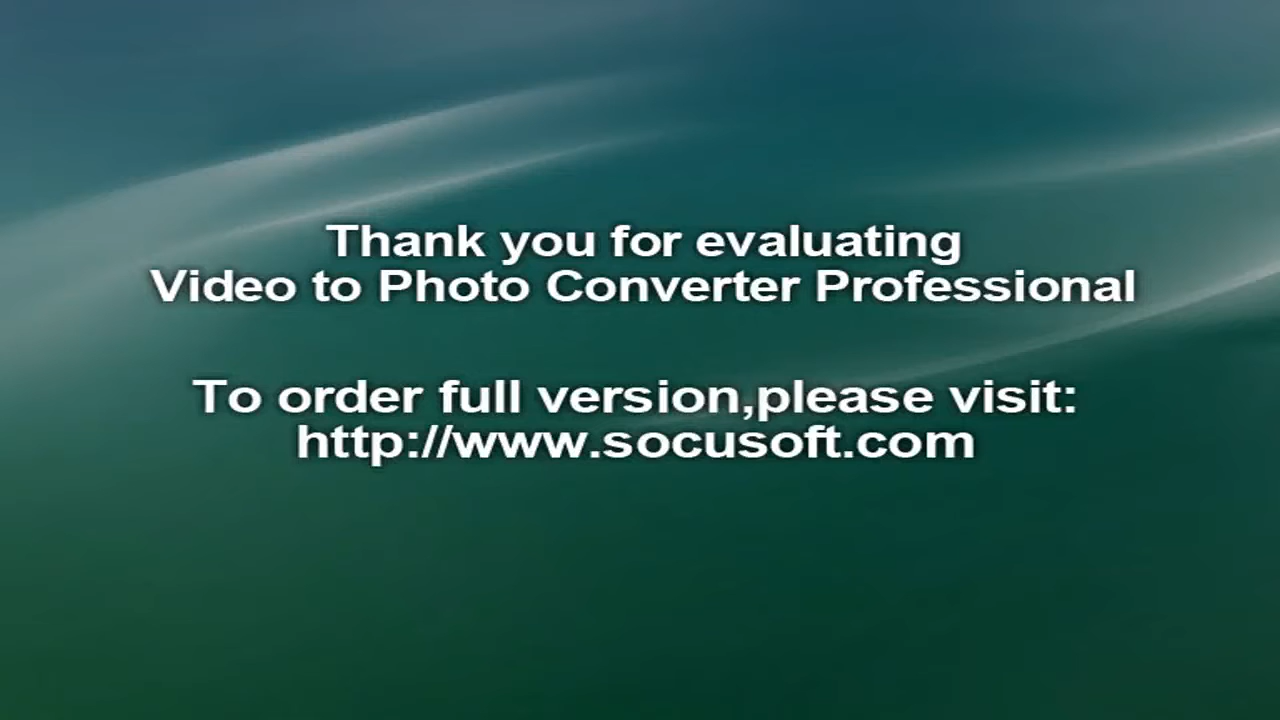 Thank you for evaluating
Video to Photo Converter Professional
To order full version,please visit:
http://www.socusoft.com